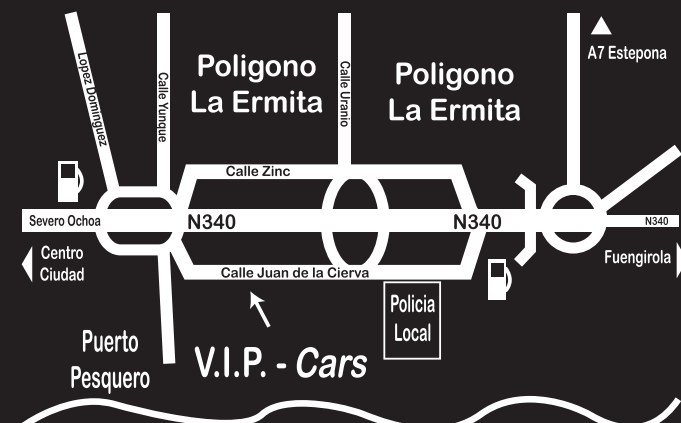 Lopez Dominguez
Calle Yunque
Poligono
La Ermita
Calle Uranio
Poligono
La Ermita
A7 Estepona
Calle Zinc
Severo Ochoa
N340
N340
N340
Centro
Ciudad
Fuengirola
Calle Juan de la Cierva
Policia
Local
Puerto
Pesquero
V.I.P. - Cars